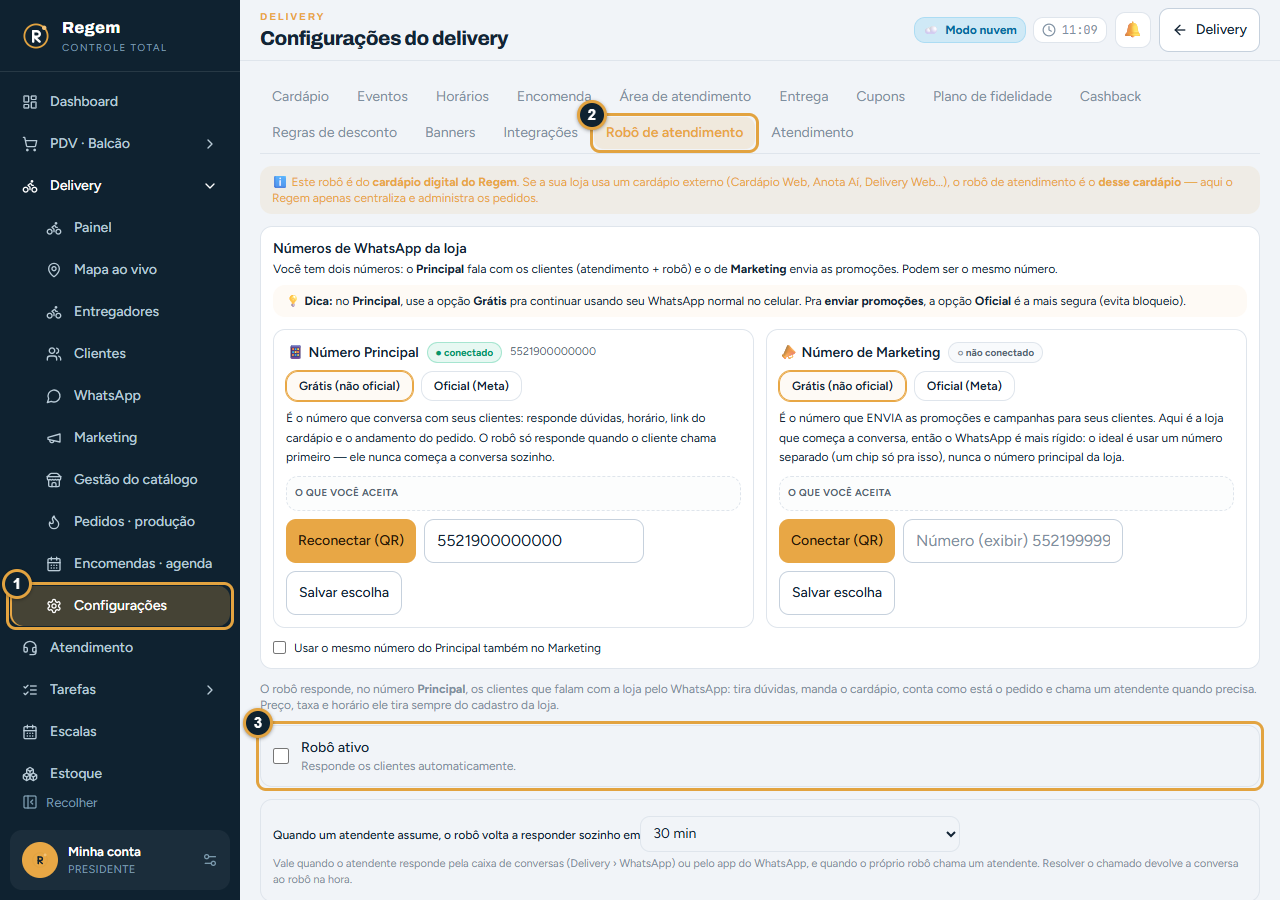 Regem
CONTROLE TOTAL
Dashboard
PDV · Balcão
Delivery
Painel
Mapa ao vivo
Entregadores
Clientes
WhatsApp
Marketing
Gestão do catálogo
Pedidos · produção
Encomendas · agenda
1
Configurações
Atendimento
Tarefas
Escalas
Estoque
Recolher
R
Minha conta
PRESIDENTE
DELIVERY
Configurações do delivery
Modo nuvem
11:09
Delivery
Cardápio Eventos Horários Encomenda Área de atendimento Entrega Cupons Plano de fidelidade Cashback
2
Regras de desconto Banners Integrações Robô de atendimento Atendimento
Este robô é do cardápio digital do Regem. Se a sua loja usa um cardápio externo (Cardápio Web, Anota Aí, Delivery Web…), o robô de atendimento é o desse cardápio — aqui o
Regem apenas centraliza e administra os pedidos.
Números de WhatsApp da loja
Você tem dois números: o Principal fala com os clientes (atendimento + robô) e o de Marketing envia as promoções. Podem ser o mesmo número.
Dica: no Principal, use a opção Grátis pra continuar usando seu WhatsApp normal no celular. Pra enviar promoções, a opção Oficial é a mais segura (evita bloqueio).
Número Principal conectado 5521900000000
Grátis (não oficial) Oficial (Meta)
É o número que conversa com seus clientes: responde dúvidas, horário, link do
cardápio e o andamento do pedido. O robô só responde quando o cliente chama
primeiro — ele nunca começa a conversa sozinho.
O QUE VOCÊ ACEITA
Reconectar (QR) 5521900000000
Salvar escolha
Número de Marketing não conectado
Grátis (não oficial) Oficial (Meta)
É o número que ENVIA as promoções e campanhas para seus clientes. Aqui é a loja
que começa a conversa, então o WhatsApp é mais rígido: o ideal é usar um número
separado (um chip só pra isso), nunca o número principal da loja.
O QUE VOCÊ ACEITA
Conectar (QR) Número (exibir) 552199999
Salvar escolha
Usar o mesmo número do Principal também no Marketing
O robô responde, no número Principal, os clientes que falam com a loja pelo WhatsApp: tira dúvidas, manda o cardápio, conta como está o pedido e chama um atendente quando precisa.
Preço, taxa e horário ele tira sempre do cadastro da loja.
3
Robô ativo
Responde os clientes automaticamente.
Quando um atendente assume, o robô volta a responder sozinho em 30 min
Vale quando o atendente responde pela caixa de conversas (Delivery › WhatsApp) ou pelo app do WhatsApp, e quando o próprio robô chama um atendente. Resolver o chamado devolve a conversa
ao robô na hora.